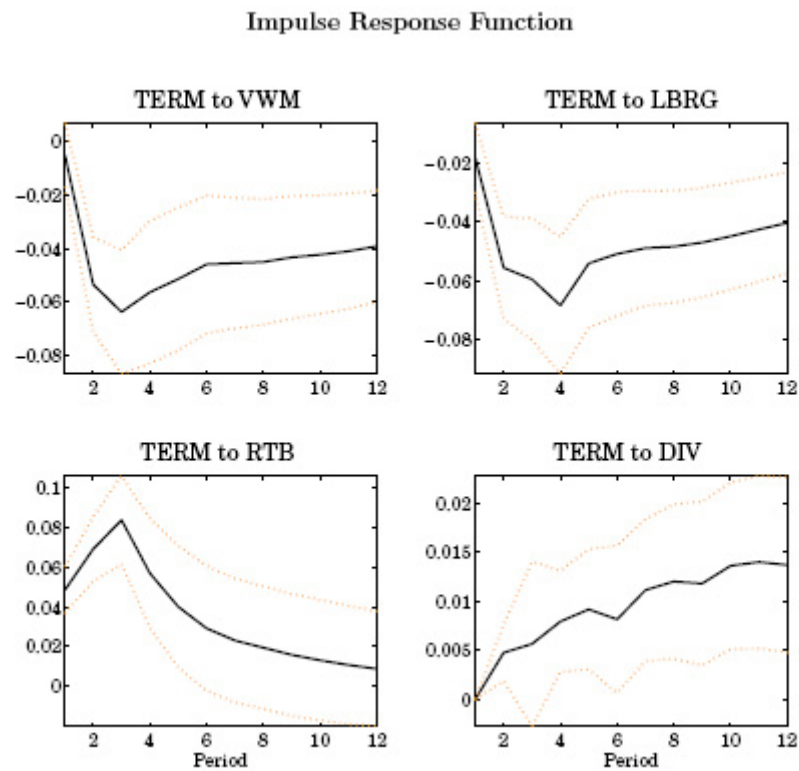 Impulse Response Function
TERM to VWM
0
−0.02
−0.04
−0.06
−0.08
2 4 6 8 10 12
TERM to LBRG
−0.02
−0.04
−0.06
−0.08
2 4 6 8 10 12
TERM to RTB
0.1
0.08
0.06
0.04
0.02
0
2 4 6 8 10 12
Period
TERM to DIV
0.02
0.015
0.01
0.005
0
2 4 6 8 10 12
Period